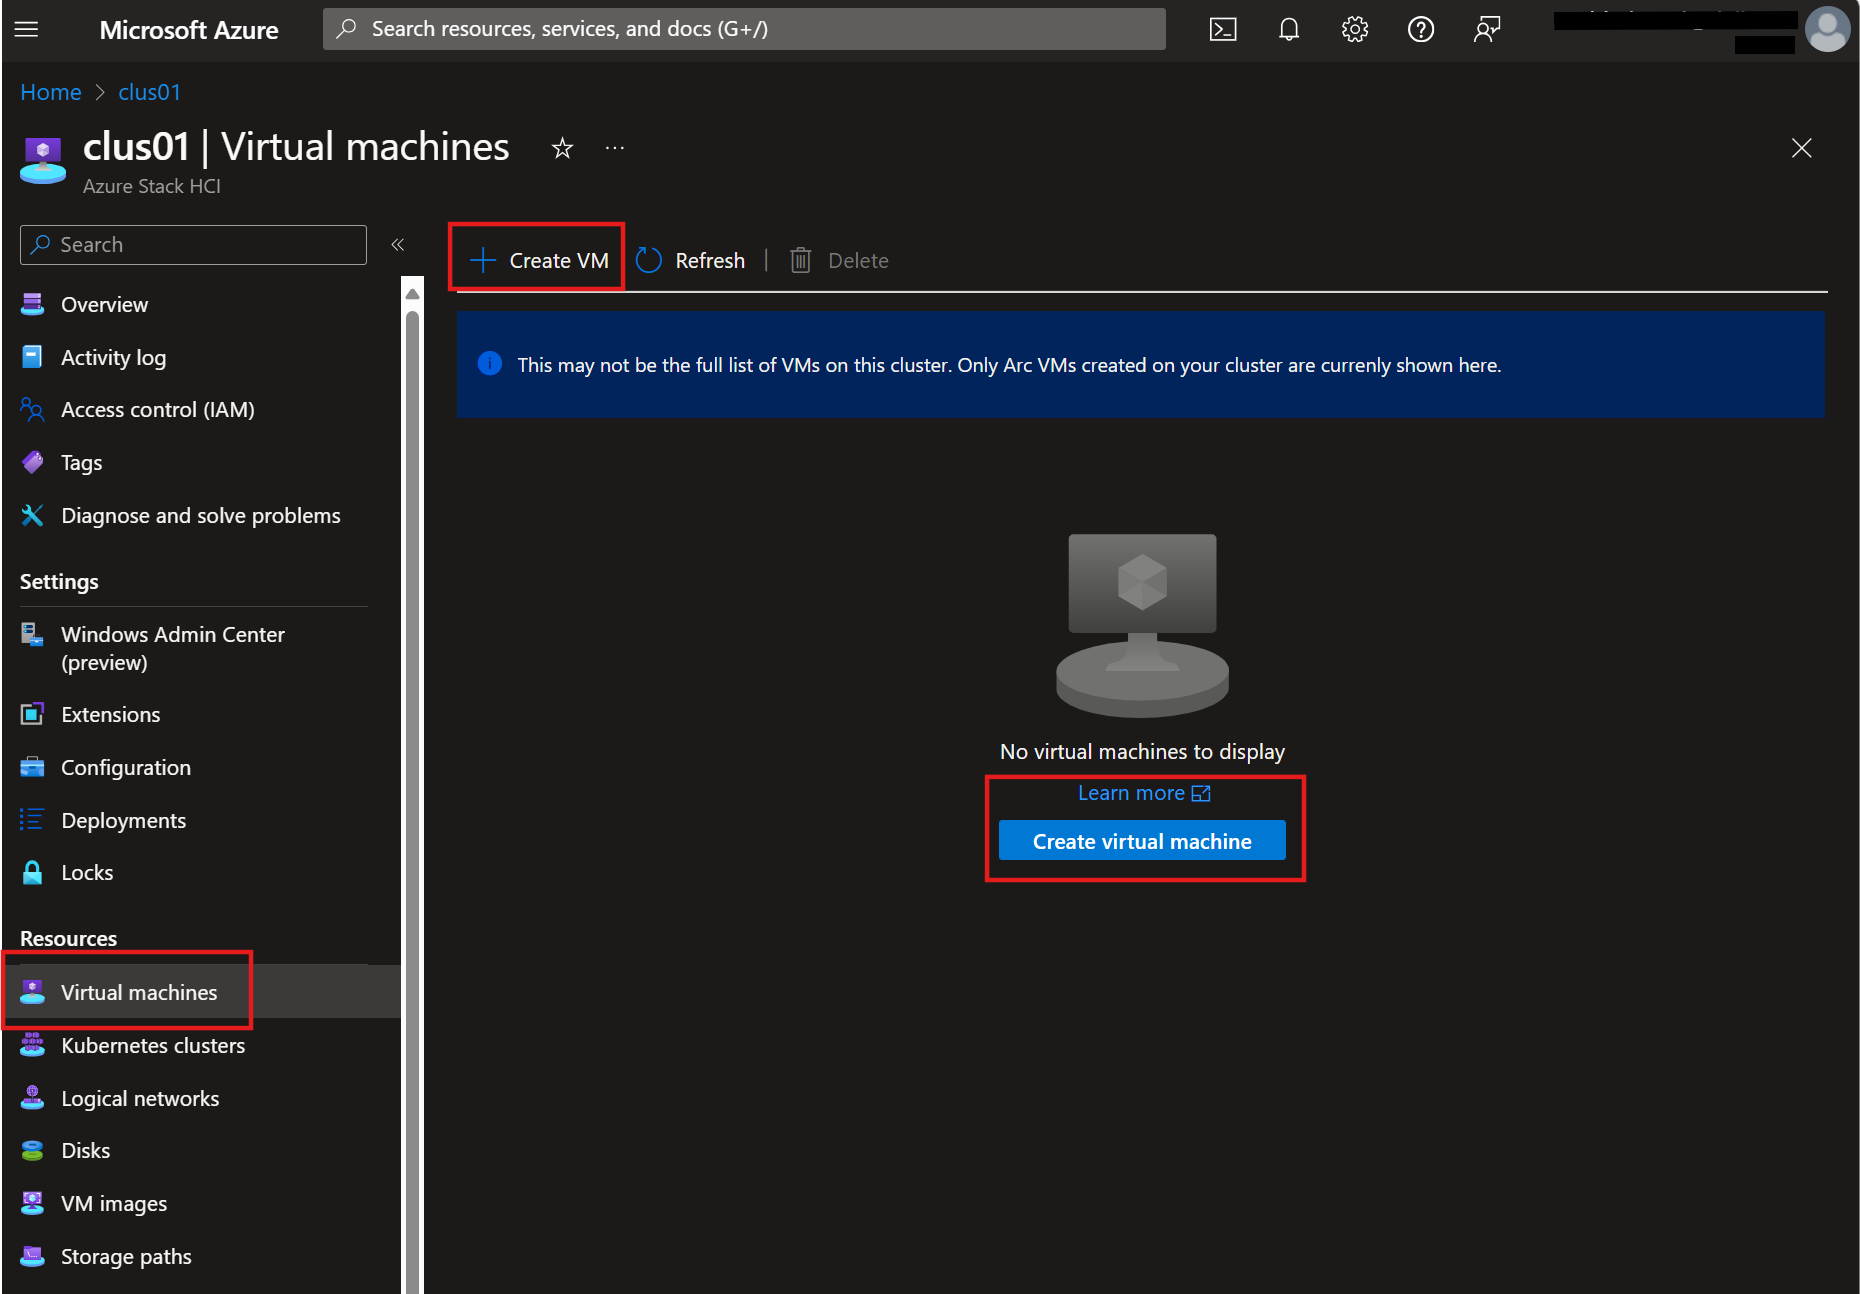 Microsoft Azure
Search resources, services, and docs (G+/)
Home > clus01
clus01 | Virtual machines
Azure Stack HCI
Search
Create VM
Refresh
Delete
Overview
Activity log
Access control (IAM)
Tags
Diagnose and solve problems
Settings
Windows Admin Center
(preview)
Extensions
Configuration
Deployments
Locks
Resources
Virtual machines
Kubernetes clusters
Logical networks
Disks
VM images
Storage paths
This may not be the full list of VMs on this cluster. Only Arc VMs created on your cluster are currenly shown here.
No virtual machines to display
Learn more
Create virtual machine